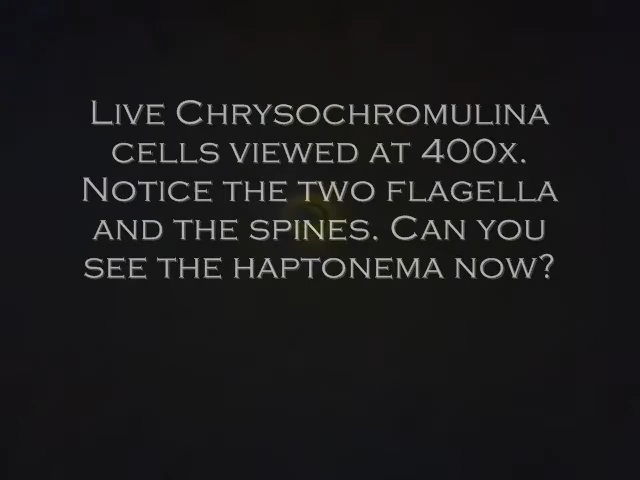 Live Chrysochromulina
cells viewed at 400x.
Notice the two flagella
and the spines. Can you
see the haptonema now?